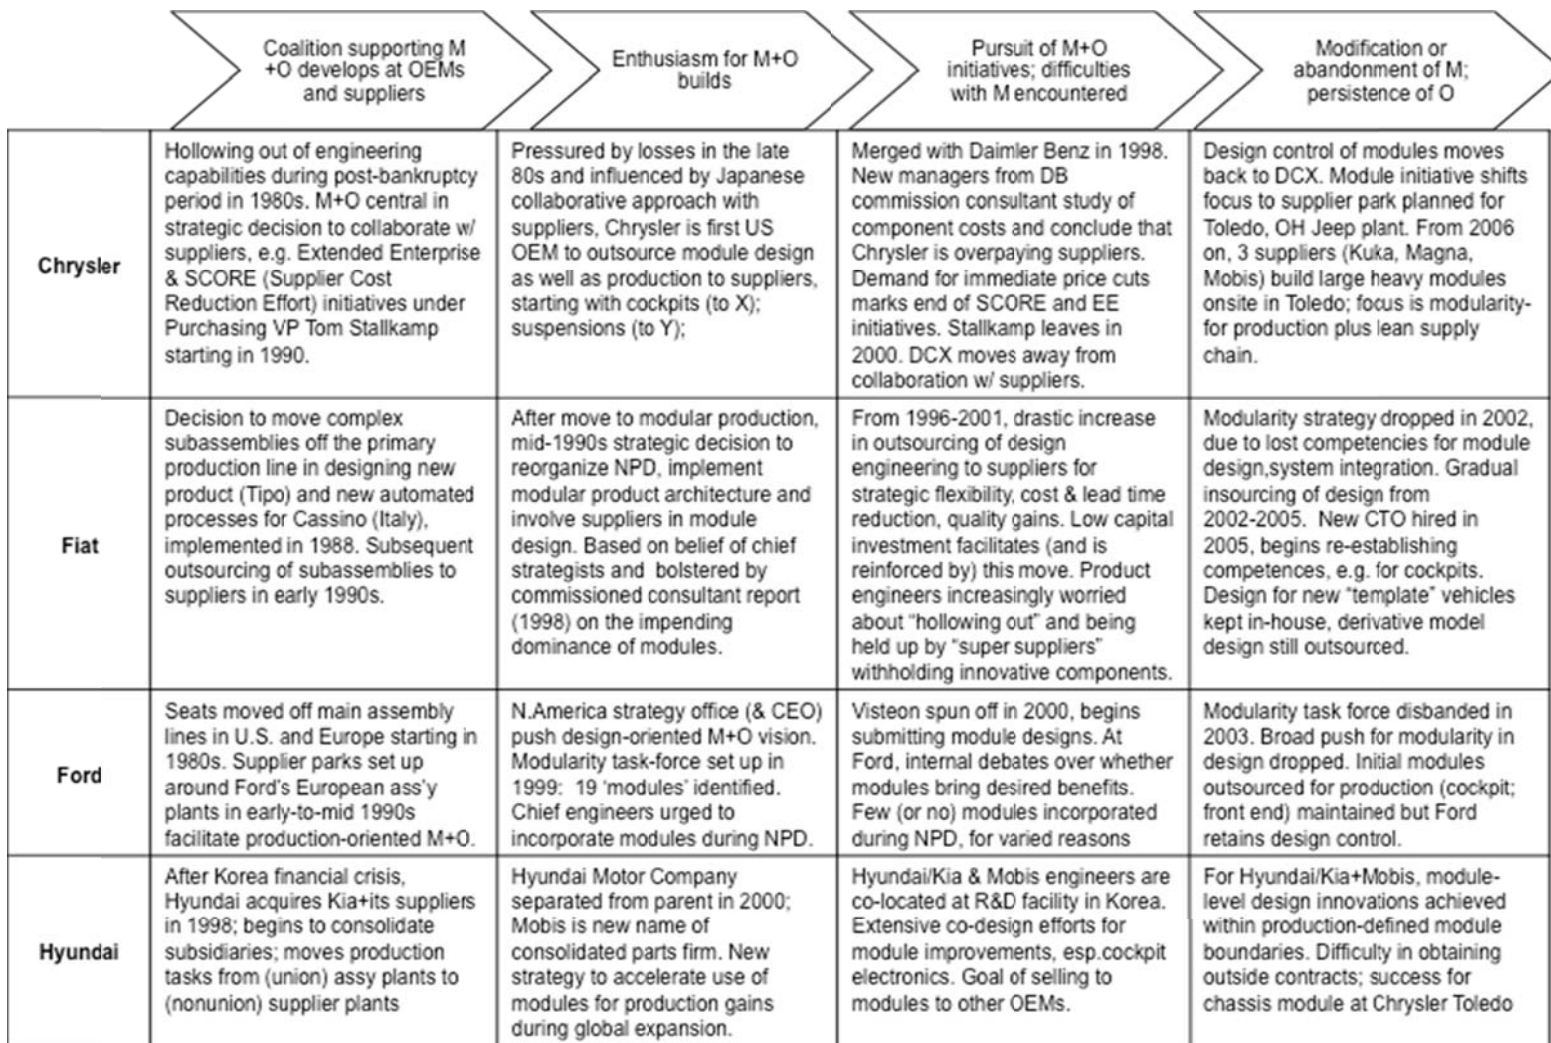 Coalition supporting M
+O develops at OEMs
and suppliers
Enthusiasm for M+O
builds
Pursuit of M+O
initiatives; difficulties
with M encountered
Modification or
abandonment of M;
persistence of O
Chrysler
Hollowing out of engineering
capabilities during post-bankruptcy
period in 1980s. M+O central in
strategic decision to collaborate w/
suppliers, e.g. Extended Enterprise
& SCORE (Supplier Cost
Reduction Effort) initiatives under
Purchasing VP Tom Stallkamp
starting in 1990.
Pressured by losses in the late
80s and influenced by Japanese
collaborative approach with
suppliers, Chrysler is first US
OEM to outsource module design
as well as production to suppliers,
starting with cockpits (to X);
suspensions (to Y);
Merged with Daimler Benz in 1998.
New managers from DB
commission consultant study of
component costs and conclude that
Chrysler is overpaying suppliers.
Demand for immediate price cuts
marks end of SCORE and EE
initiatives. Stallkamp leaves in
2000. DCX moves away from
collaboration w/ suppliers.
Design control of modules moves
back to DCX. Module initiative shifts
focus to supplier park planned for
Toledo, OH Jeep plant. From 2006
on, 3 suppliers (Kuka, Magna,
Mobis) build large heavy modules
onsite in Toledo; focus is modularity-
for production plus lean supply
chain.
Fiat
Decision to move complex
subassemblies off the primary
production line in designing new
product (Tipo) and new automated
processes for Cassino (Italy),
implemented in 1988. Subsequent
outsourcing of subassemblies to
suppliers in early 1990s.
After move to modular production,
mid-1990s strategic decision to
reorganize NPD, implement
modular product architecture and
involve suppliers in module
design. Based on belief of chief
strategists and bolstered by
commissioned consultant report
(1998) on the impending
dominance of modules.
From 1996-2001, drastic increase
in outsourcing of design
engineering to suppliers for
strategic flexibility, cost & lead time
reduction, quality gains. Low capital
investment facilitates (and is
reinforced by) this move. Product
engineers increasingly worried
about “hollowing out” and being
held up by “super suppliers”
withholding innovative components.
Modularity strategy dropped in 2002,
due to lost competencies for module
design,system integration. Gradual
insourcing of design from
2002-2005. New CTO hired in
2005, begins re-establishing
competences, e.g. for cockpits.
Design for new “template” vehicles
kept in-house, derivative model
design still outsourced.
Ford
Seats moved off main assembly
lines in U.S. and Europe starting in
1980s. Supplier parks set up
around Ford's European ass'y
plants in early-to-mid 1990s
facilitate production-oriented M+O.
N.America strategy office (& CEO)
push design-oriented M+O vision.
Modularity task-force set up in
1999: 19 ‘modules’ identified.
Chief engineers urged to
incorporate modules during NPD.
Visteon spun off in 2000, begins
submitting module designs. At
Ford, internal debates over whether
modules bring desired benefits.
Few (or no) modules incorporated
during NPD, for varied reasons
Modularity task force disbanded in
2003. Broad push for modularity in
design dropped. Initial modules
outsourced for production (cockpit;
front end) maintained but Ford
retains design control.
Hyundai
After Korea financial crisis,
Hyundai acquires Kia+its suppliers
in 1998; begins to consolidate
subsidiaries; moves production
tasks from (union) assy plants to
(nonunion) supplier plants
Hyundai Motor Company
separated from parent in 2000;
Mobis is new name of
consolidated parts firm. New
strategy to accelerate use of
modules for production gains
during global expansion.
Hyundai/Kia & Mobis engineers are
co-located at R&D facility in Korea.
Extensive co-design efforts for
module improvements, esp.cockpit
electronics. Goal of selling to
modules to other OEMs.
For Hyundai/Kia+Mobis, module-
level design innovations achieved
within production-defined module
boundaries. Difficulty in obtaining
outside contracts; success for
chassis module at Chrysler Toledo